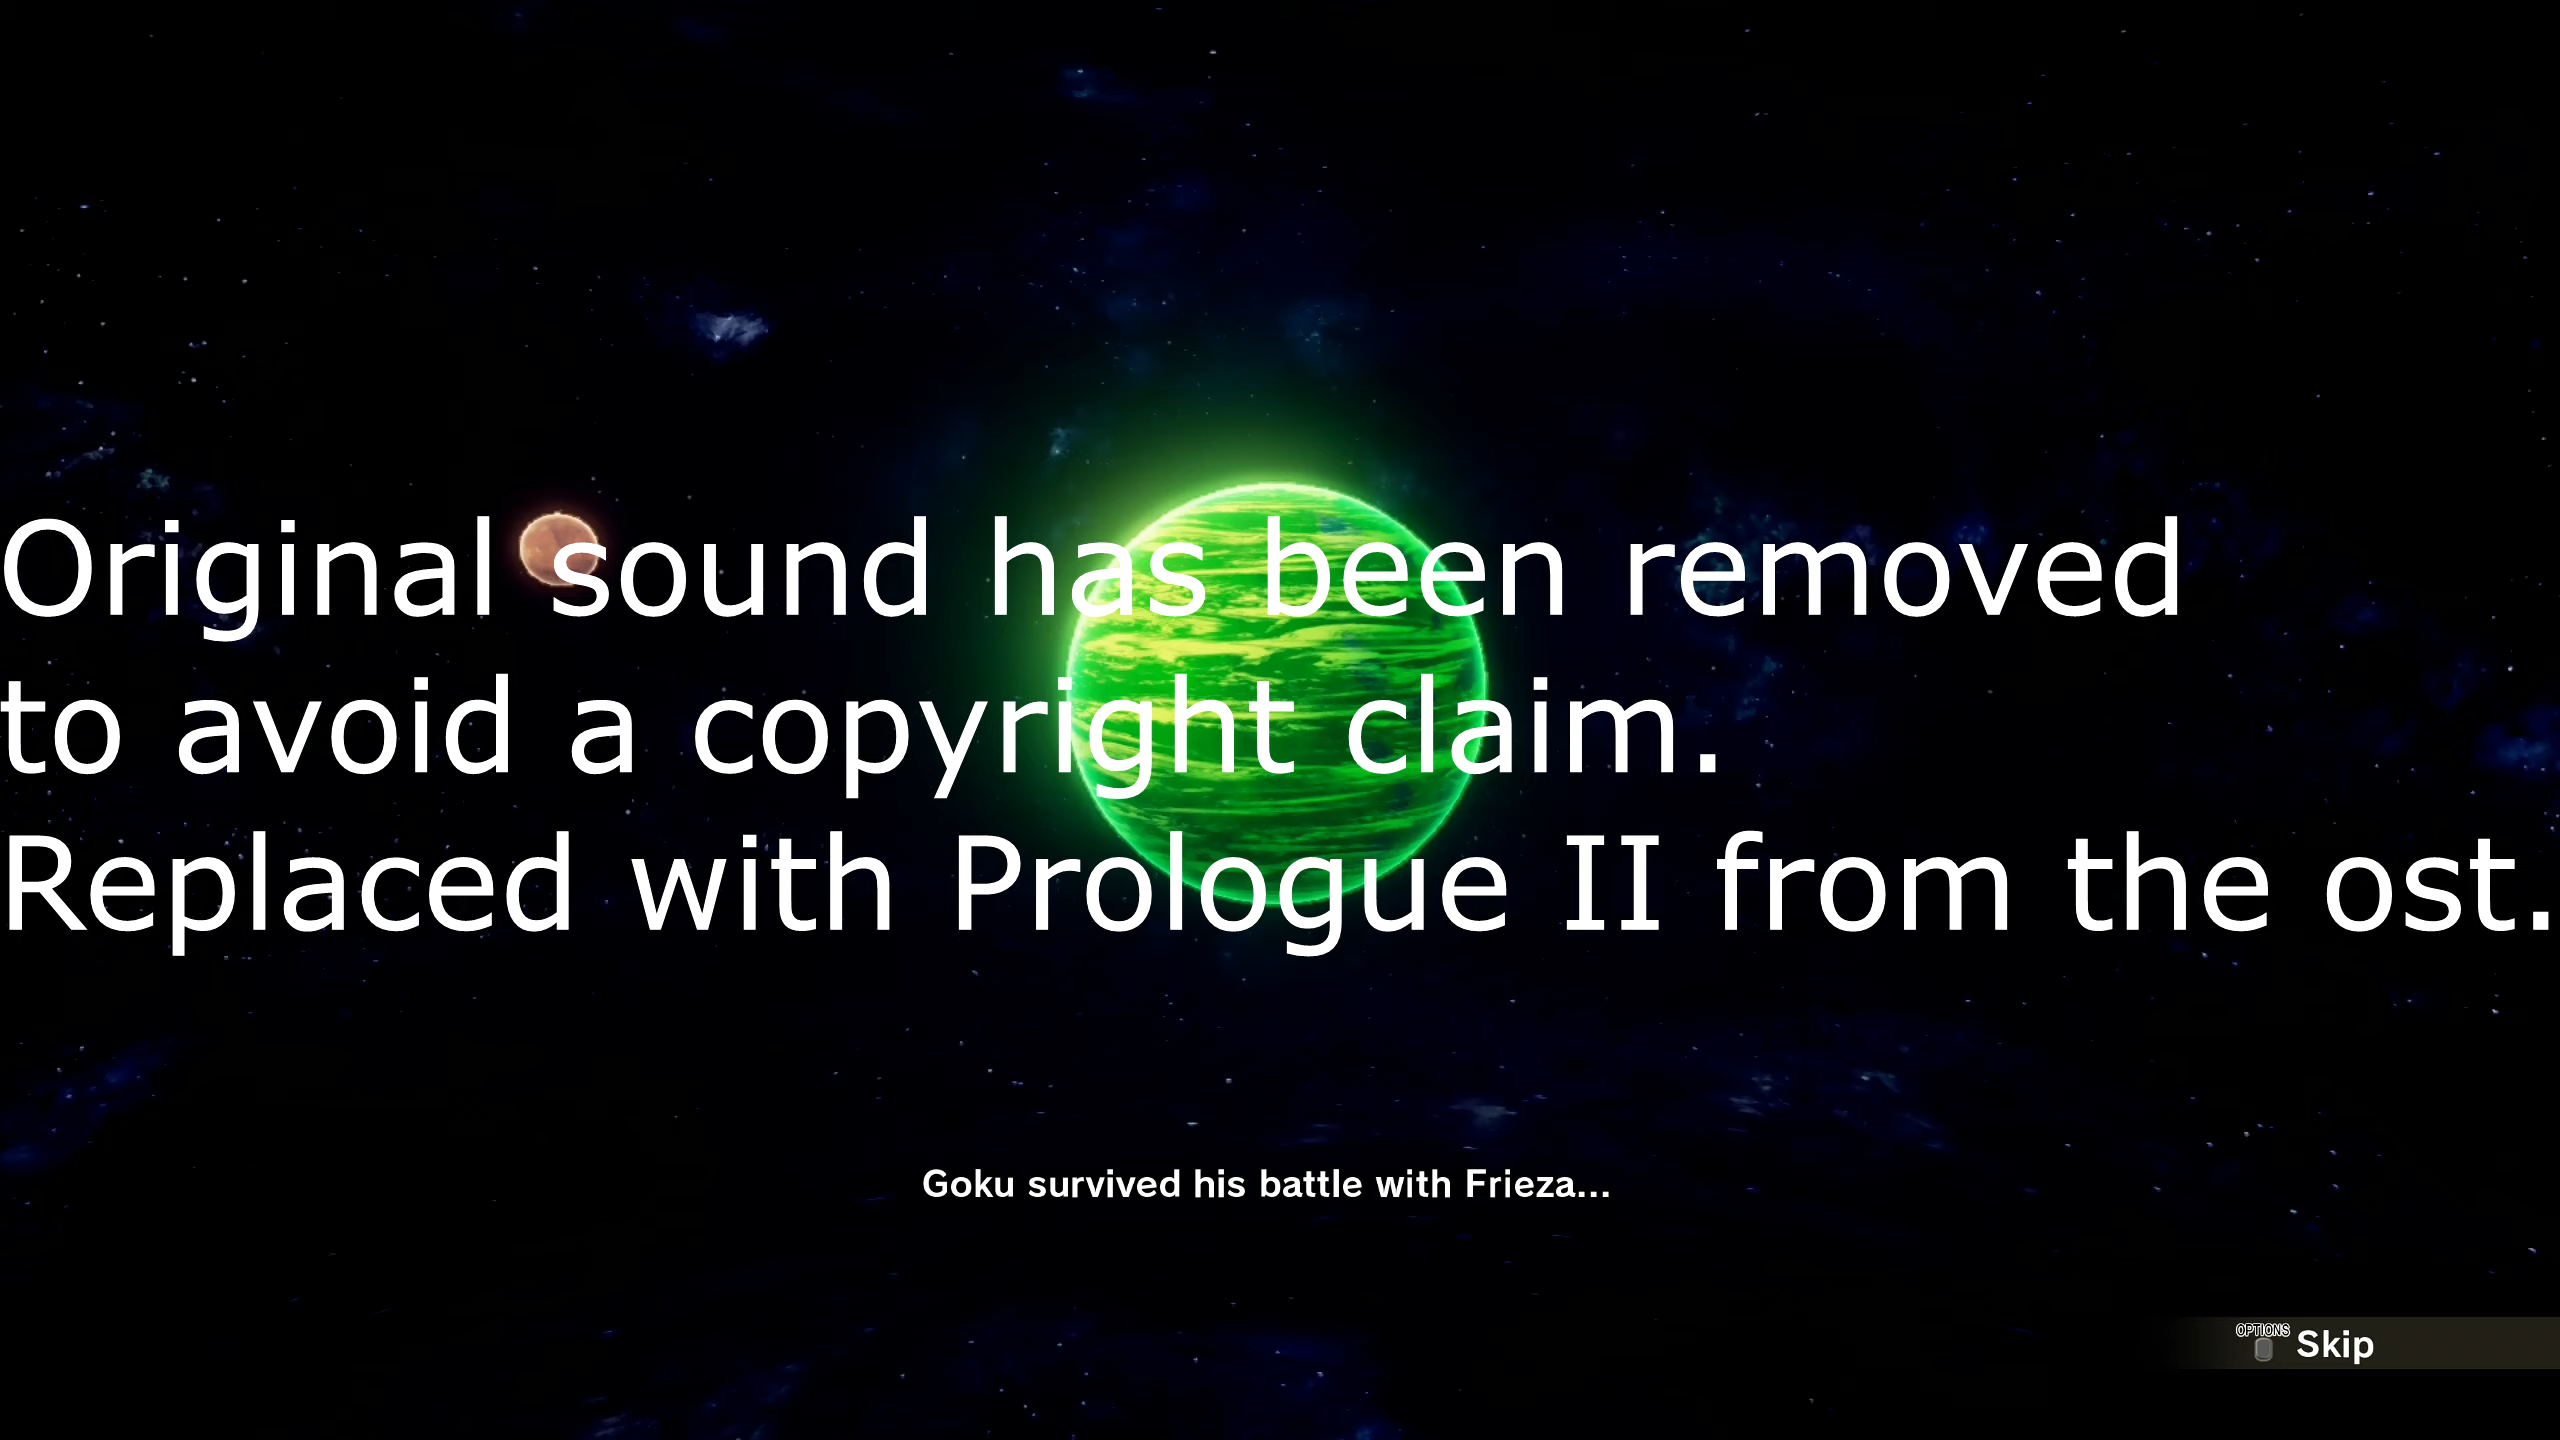 Original sound has been removed
to avoid a copyright claim.
Replaced with Prologue II from the ost.
Goku survived his battle with Frieza...
OPTIONS Skip